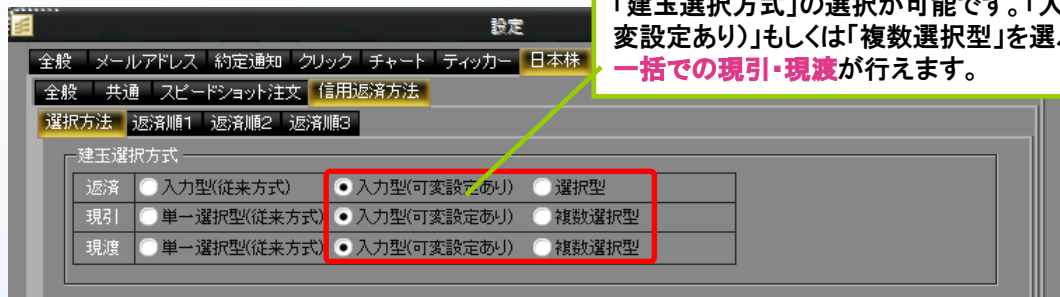 「建玉選択方式」の選択が可能です。「入
変設定あり)」もしくは「複数選択型」を選
一括での現引・現渡が行えます。
設定
全般 メールアドレス 約定通知 クリック チャート ティッカー 日本株
全般 共通 スピードショット注文 信用返済方法
選択方法 返済順1 返済順2 返済順3
建玉選択方式
返済 入力型(従来方式) 入力型(可変設定あり) 選択型
現引 単一選択型(従来方式) 入力型(可変設定あり) 複数選択型
現渡 単一選択型(従来方式) 入力型(可変設定あり) 複数選択型